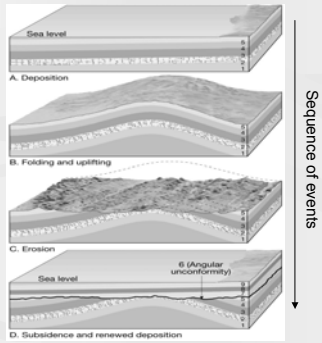 Sea level
A. Deposition
B. Folding and uplifting
C. Erosion
6 (Angular
unconformity)
Sea level
D. Subsidence and renewed deposition
Sequence of events